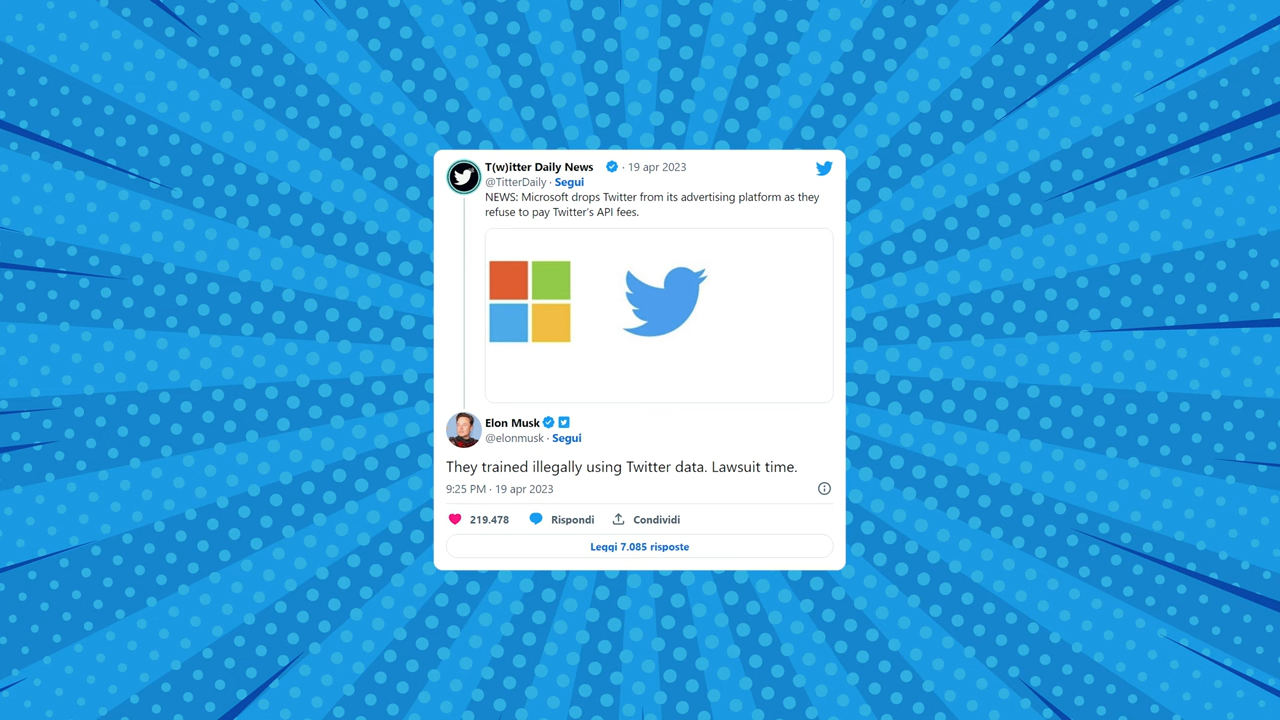 T(w)itter Daily News · 19 apr 2023
@TitterDaily · Segui
NEWS: Microsoft drops Twitter from its advertising platform as they
refuse to pay Twitter's API fees.
Elon Musk
@elonmusk · Segui
They trained illegally using Twitter data. Lawsuit time.
9:25 PM · 19 apr 2023
219.478 Rispondi Condividi
Leggi 7.085 risposte